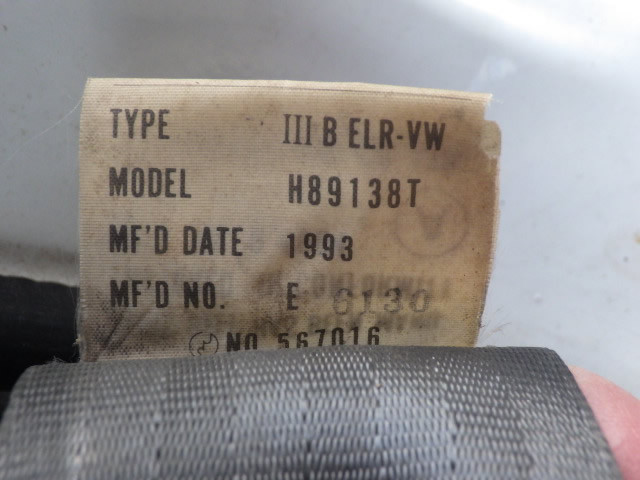 TYPE III B ELR-VW
MODEL H89138T
MF'D DATE 1993
MF'D NO. E 6130
NO 567016